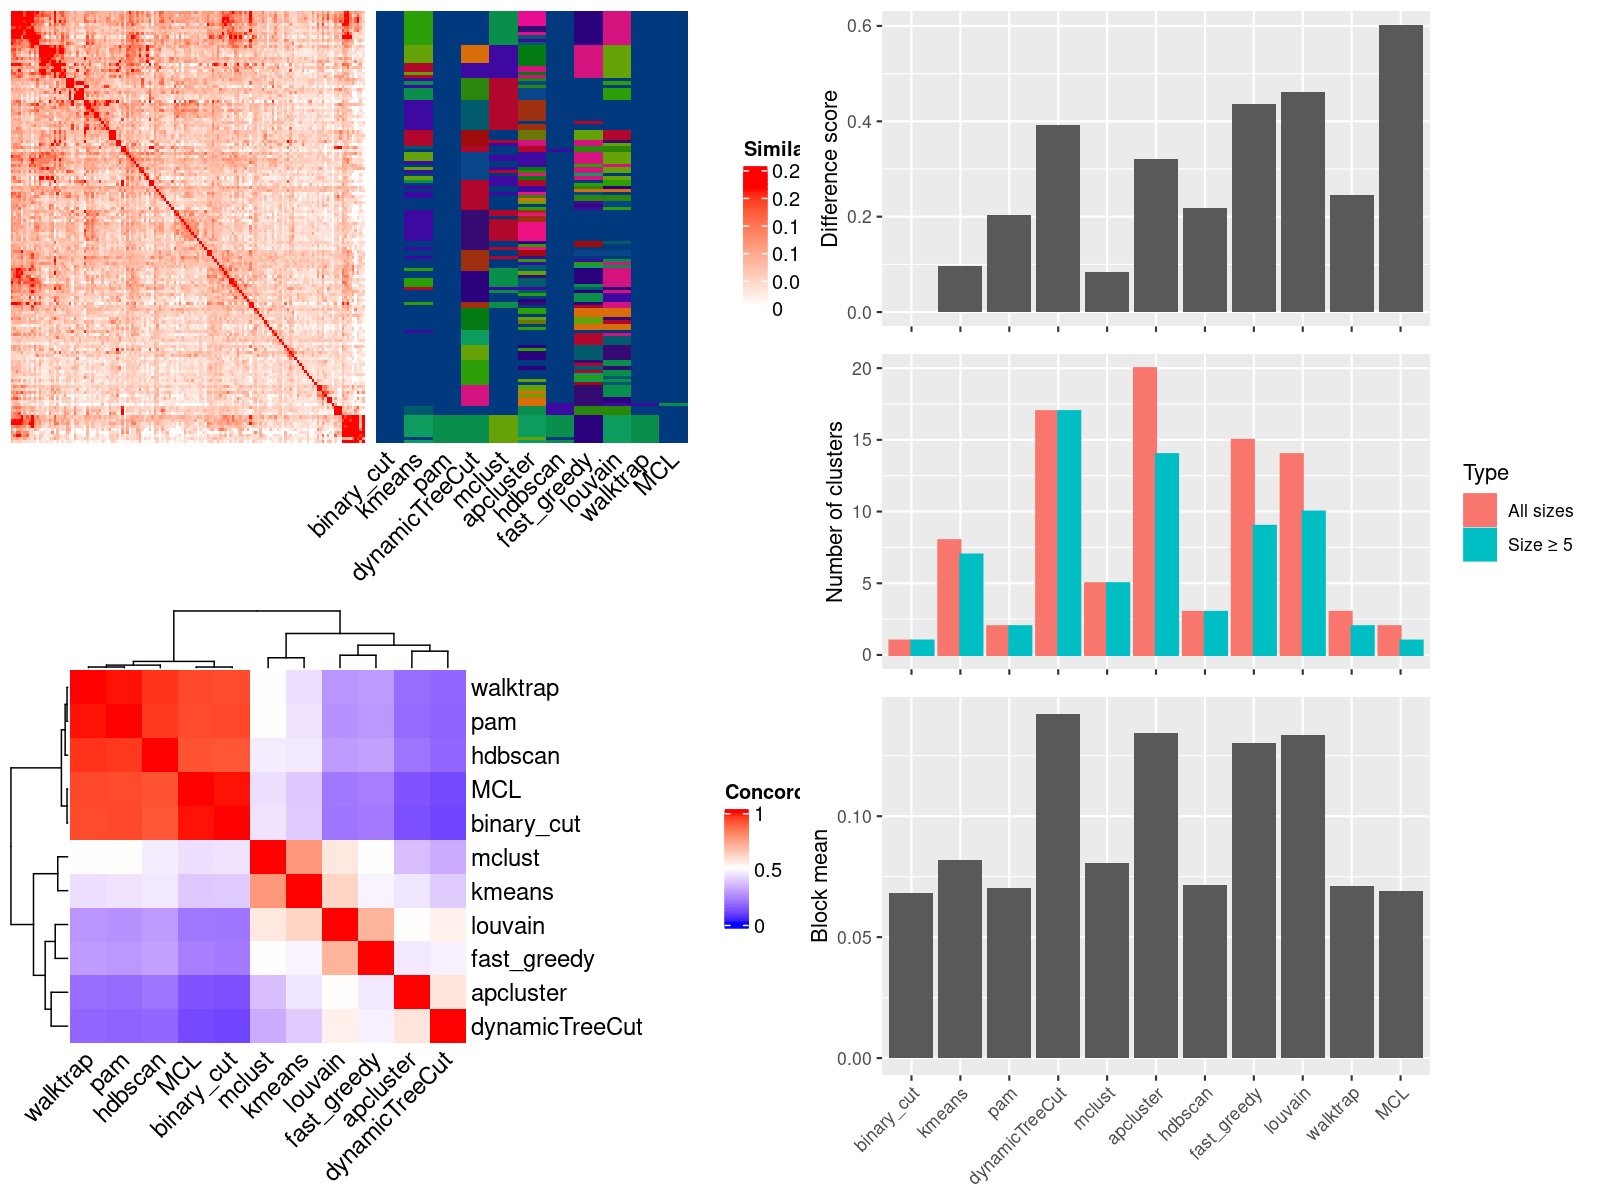 Simila
0.2
0.2
0.1
0.1
0.0
0
binary_cut
kmeans
pam
dynamicTreeCut
mclust
apcluster
hdbscan
fast_greedy
louvain
walktrap
MCL
walktrap
pam
hdbscan
MCL
binary_cut
mclust
kmeans
louvain
fast_greedy
apcluster
dynamicTreeCut
walktrap
pam
hdbscan
MCL
binary_cut
mclust
kmeans
louvain
fast_greedy
apcluster
dynamicTreeCut
Concord
1
0.5
0
Difference score
0.6
0.4
0.2
0.0
Number of clusters
20
15
10
5
0
Type
All sizes
Size ≥ 5
Block mean
0.10
0.05
0.00
binary_cut
kmeans
pam
dynamicTreeCut
mclust
apcluster
hdbscan
fast_greedy
louvain
walktrap
MCL